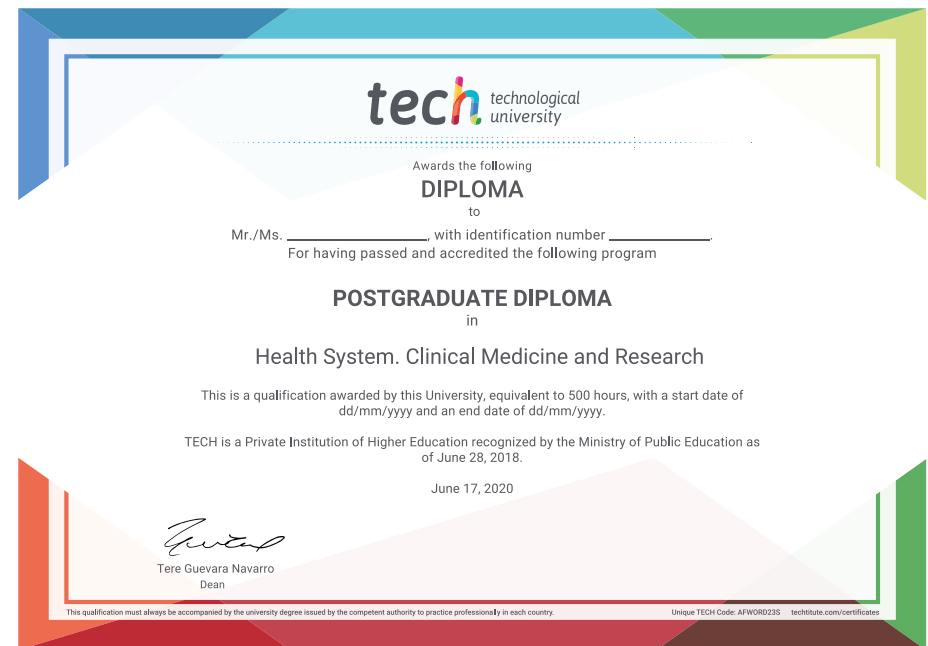 tech technological
university
Awards the following
DIPLOMA
to
Mr./Ms. ____________, with identification number ____________.
For having passed and accredited the following program
POSTGRADUATE DIPLOMA
in
Health System. Clinical Medicine and Research
This is a qualification awarded by this University, equivalent to 500 hours, with a start date of
dd/mm/yyyy and an end date of dd/mm/yyyy.
TECH is a Private Institution of Higher Education recognized by the Ministry of Public Education as
of June 28, 2018.
June 17, 2020
Tere Guevara Navarro
Dean
This qualification must always be accompanied by the university degree issued by the competent authority to practice professionally in each country.
Unique TECH Code: AFWORD23S techtitute.com/certificates